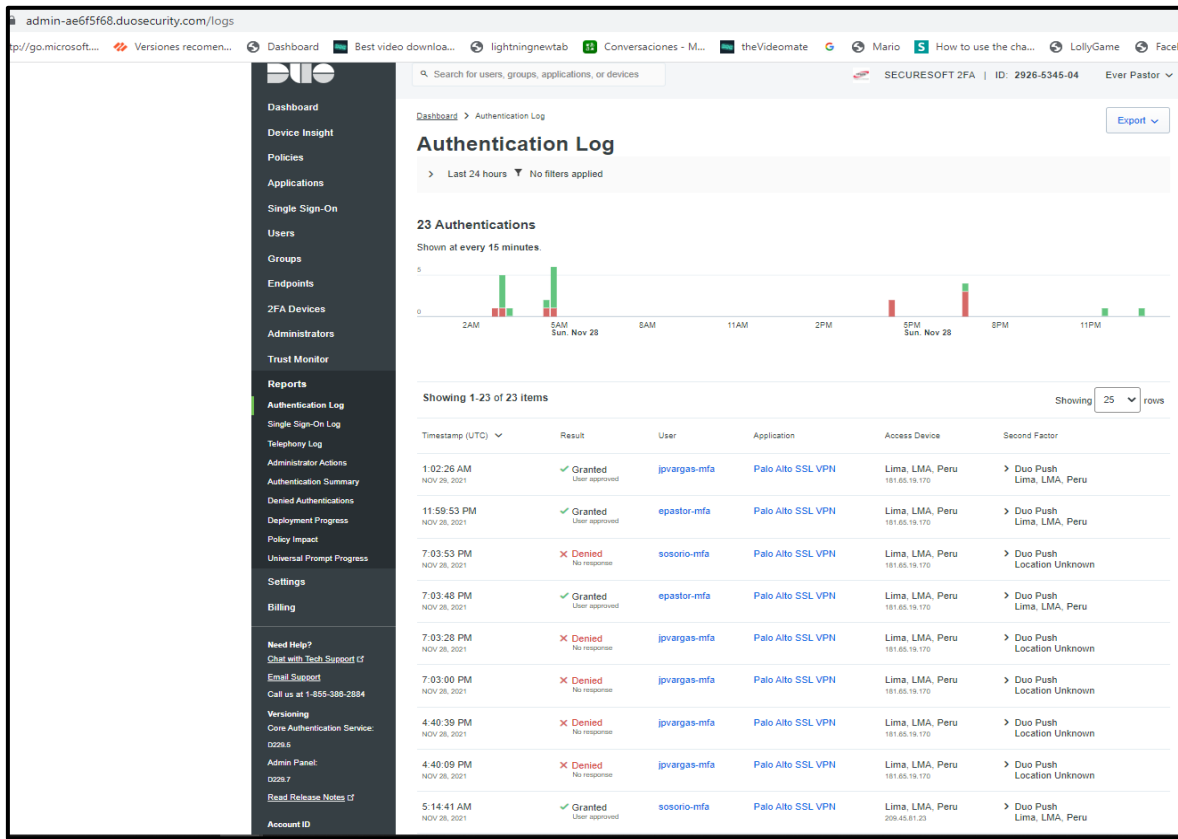 admin-ae6f5f68.duosecurity.com/logs
tp://go.microsoft.... Versiones recomen... Dashboard Best video downloa... lightningnewtab Conversaciones - M... theVideomate Mario How to use the cha... LollyGame Facel
DUO
Search for users, groups, applications, or devices
SECURESOFT 2FA | ID: 2926-5345-04 Ever Pastor
Dashboard
Device Insight
Policies
Applications
Single Sign-On
Users
Groups
Endpoints
2FA Devices
Administrators
Trust Monitor
Reports
Authentication Log
Single Sign-On Log
Telephony Log
Administrator Actions
Authentication Summary
Denied Authentications
Deployment Progress
Policy Impact
Universal Prompt Progress
Settings
Billing
Need Help?
Chat with Tech Support
Email Support
Call us at 1-855-386-2884
Versioning
Core Authentication Service:
D229.6
Admin Panel:
D229.7
Read Release Notes
Account ID
Dashboard > Authentication Log
Export
Authentication Log
Last 24 hours No filters applied
23 Authentications
Shown at every 15 minutes.
5
0
2AM 5AM 8AM 11AM 2PM 5PM 8PM 11PM
Sun. Nov 28 Sun. Nov 28
Showing 1-23 of 23 items
Showing 25 rows
Timestamp (UTC) Result User Application Access Device Second Factor
1:02:26 AM Granted jpvargas-mfa Palo Alto SSL VPN Lima, LMA, Peru Duo Push
NOV 29, 2021 User approved 181.65.19.170 Lima, LMA, Peru
11:59:53 PM Granted epastor-mfa Palo Alto SSL VPN Lima, LMA, Peru Duo Push
NOV 28, 2021 User approved 181.65.19.170 Lima, LMA, Peru
7:03:53 PM Denied sosorio-mfa Palo Alto SSL VPN Lima, LMA, Peru Duo Push
NOV 28, 2021 No response 181.65.19.170 Location Unknown
7:03:48 PM Granted epastor-mfa Palo Alto SSL VPN Lima, LMA, Peru Duo Push
NOV 28, 2021 User approved 181.65.19.170 Lima, LMA, Peru
7:03:28 PM Denied jpvargas-mfa Palo Alto SSL VPN Lima, LMA, Peru Duo Push
NOV 28, 2021 No response 181.65.19.170 Location Unknown
7:03:00 PM Denied jpvargas-mfa Palo Alto SSL VPN Lima, LMA, Peru Duo Push
NOV 28, 2021 No response 181.65.19.170 Location Unknown
4:40:39 PM Denied jpvargas-mfa Palo Alto SSL VPN Lima, LMA, Peru Duo Push
NOV 28, 2021 No response 181.65.19.170 Location Unknown
4:40:09 PM Denied jpvargas-mfa Palo Alto SSL VPN Lima, LMA, Peru Duo Push
NOV 28, 2021 No response 181.65.19.170 Location Unknown
5:14:41 AM Granted sosorio-mfa Palo Alto SSL VPN Lima, LMA, Peru Duo Push
NOV 28, 2021 User approved 209.45.61.23 Lima, LMA, Peru